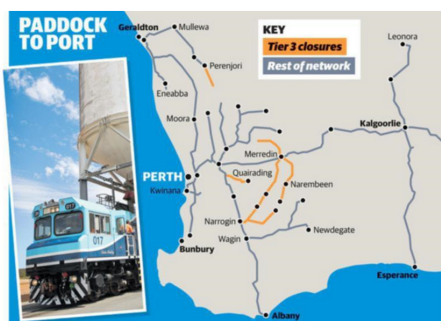 PADDOCK
TO PORT
KEY
Tier 3 closures
Rest of network
Geraldton
Mullewa
Perenjori
Eneabba
Moora
Leonora
Kalgoorlie
Merredin
Quairading
Narembeen
PERTH
Kwinana
Narrogin
Wagin
Newdegate
Bunbury
Albany
Esperance
017